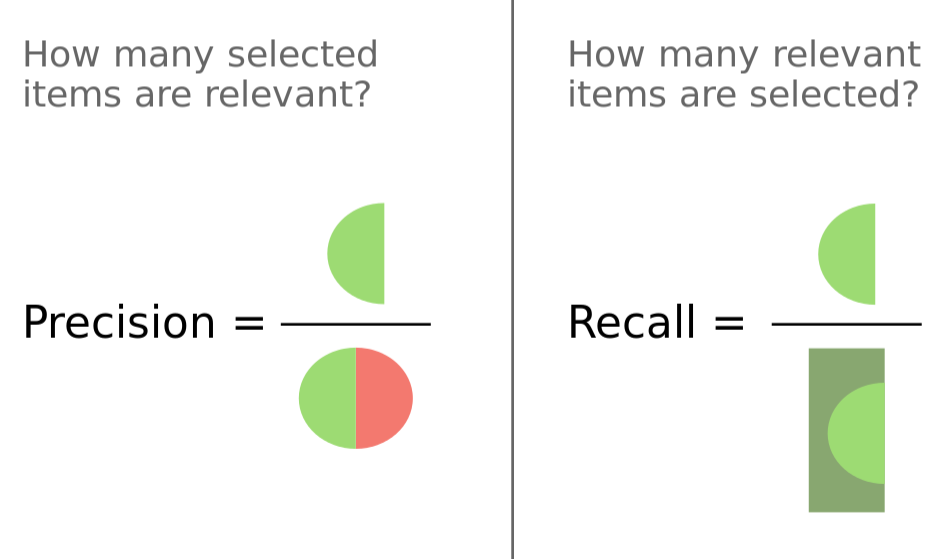 How many selected
items are relevant?
Precision =
How many relevant
items are selected?
Recall =